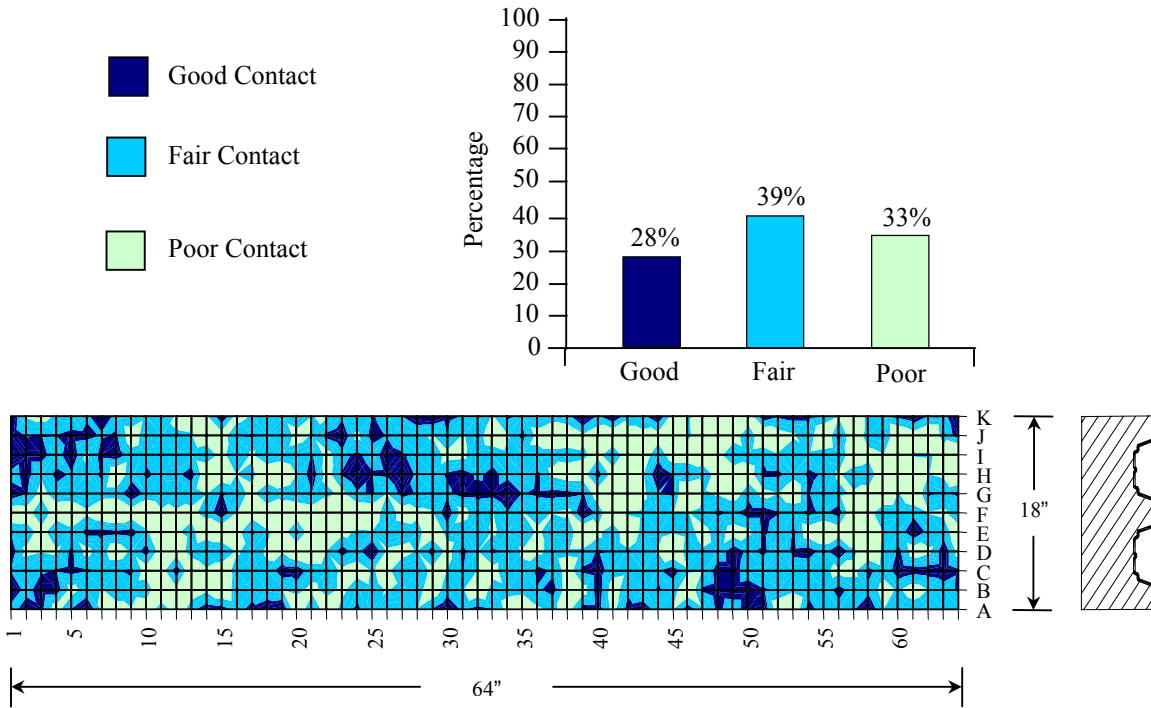 Good Contact
Fair Contact
Poor Contact
Percentage
100
90
80
70
60
50
40
30
20
10
0
28%
39%
33%
Good Fair Poor
K
J
I
H
G
F
E
D
C
B
A
1 5 10 15 20 25 30 35 40 45 50 55 60
18”
64”